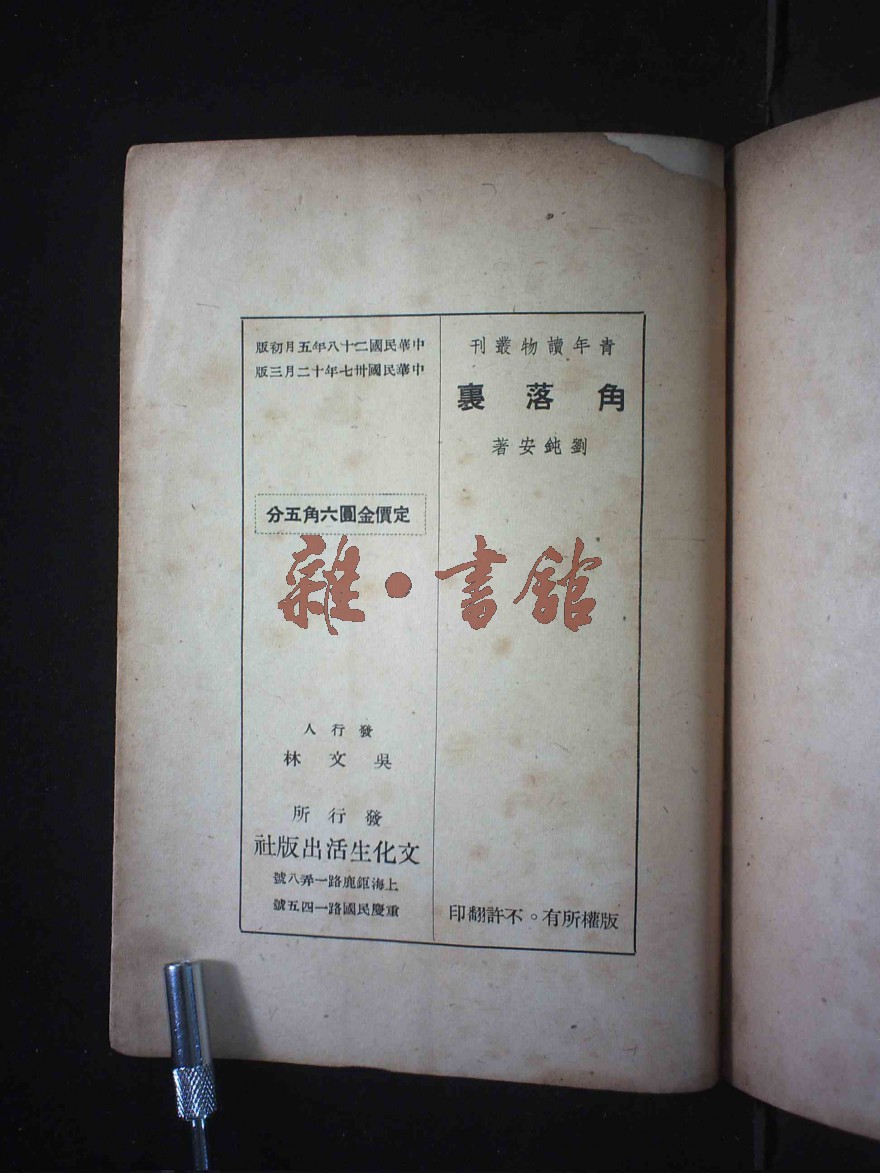 青年讀物叢刊
角落裏
劉鈍安著
版權所有。不許翻印
中華民國二十八年五月初版
中華民國卅七年十二月三版
定價金圓六角五分
發行人
吳文林
發行所
文化生活出版社
上海鉅鹿路一弄八號
重慶民國路一四五號
雜·書館